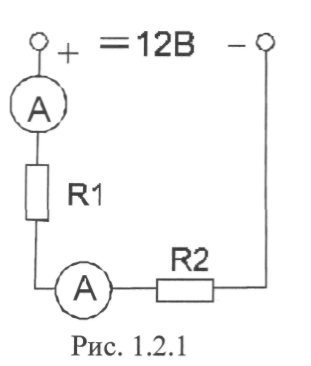 + =12В -
A
R1
R2
A
Рис. 1.2.1